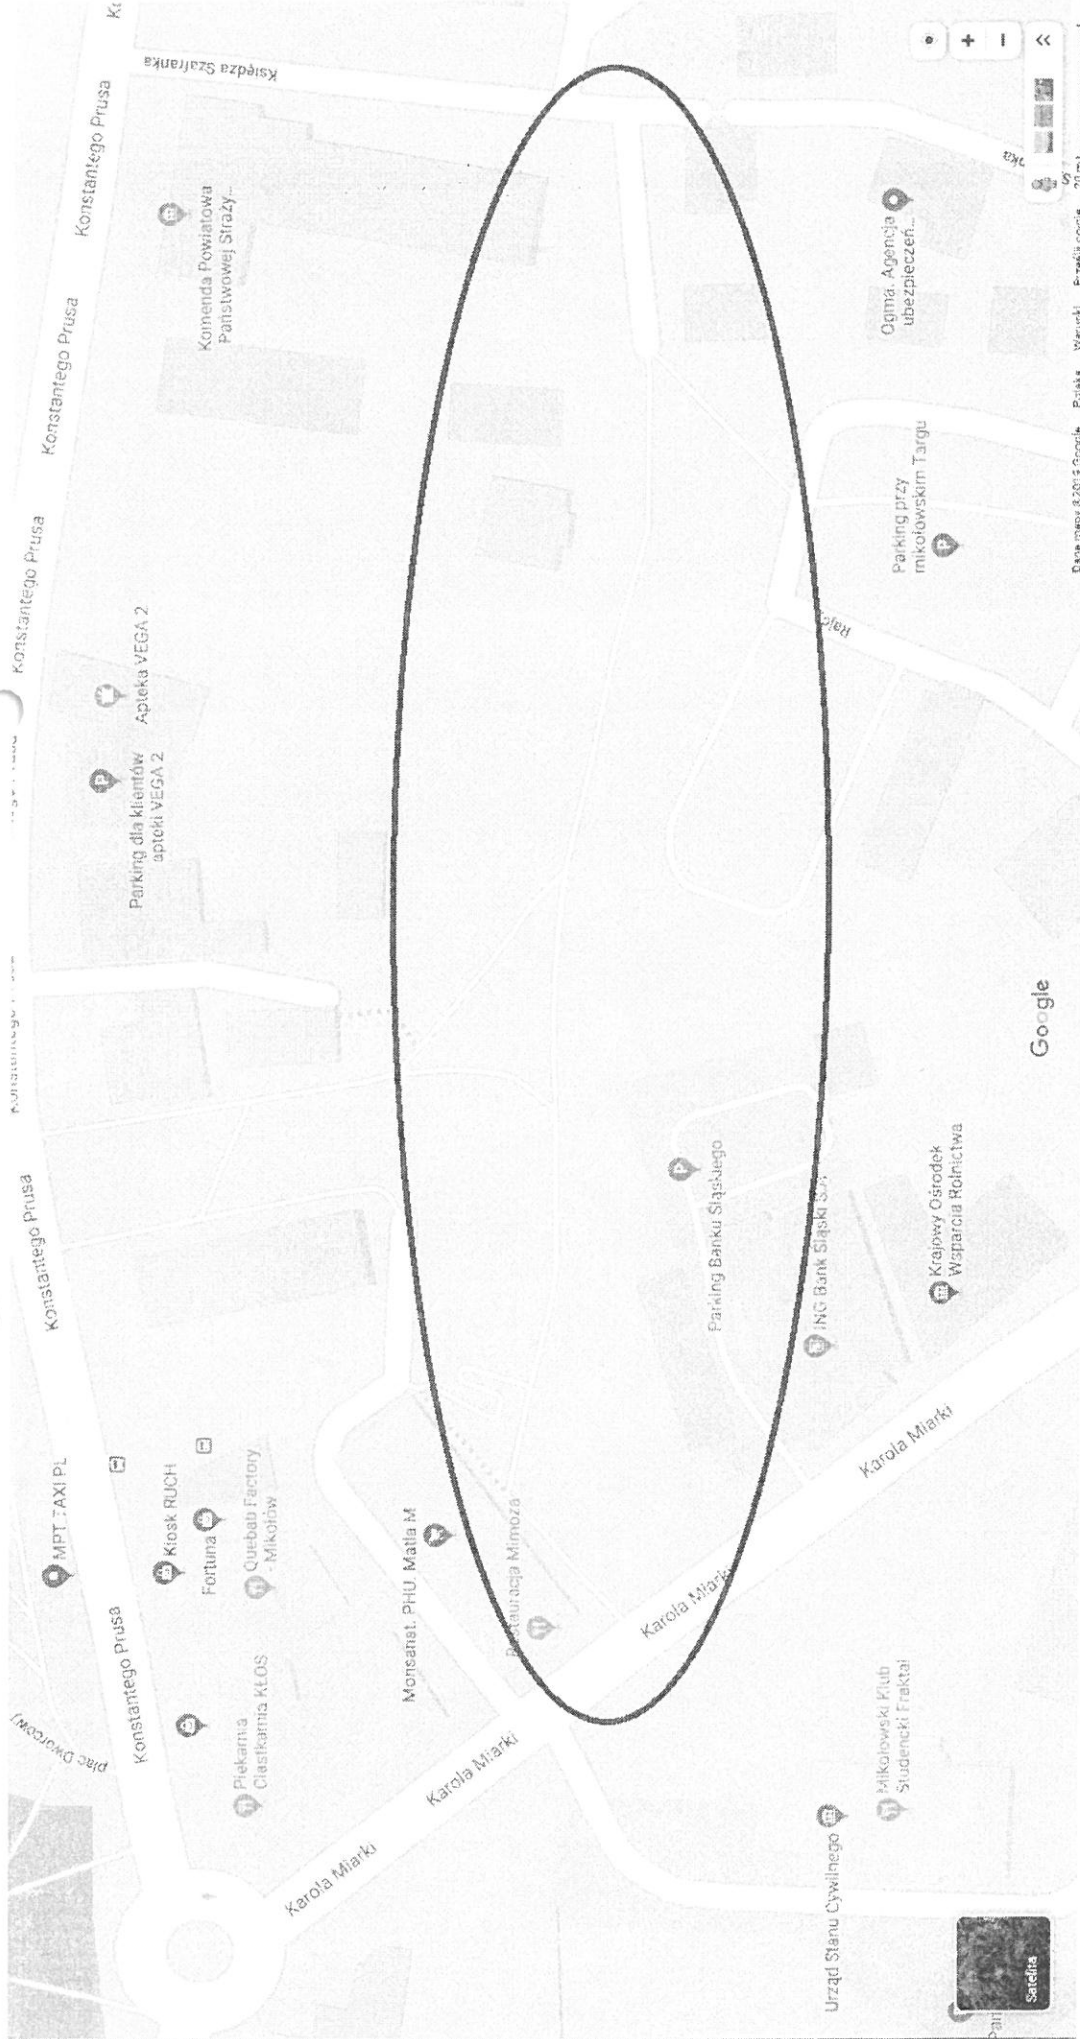 MPT TAXI PL
Kiosk RUCH
Fortuna
Quebab Factory
- Mikołów
Piekarnia
Ciastkarnia KŁOS
plac Dworcowy
Konstantego Prusa
Konstantego Prusa
Konstantego Prusa
Konstantego Prusa
Konstantego Prusa
Parking dla klientów
apteki VEGA 2
Apteka VEGA 2
Komenda Powiatowa
Państwowej Straży...
Księdza Szafranka
Monsanst. PHU. Matla M
Restauracja Mimoza
Karola Miarki
Karola Miarki
Karola Miarki
Karola Miarki
Parking Banku Śląskiego
ING Bank Śląski S.A.
Krajowy Ośrodek
Wsparcia Rolnictwa
Mikołowski Klub
Studencki Fraktal
Urząd Stanu Cywilnego
Parking przy
mikołowskim Targu
Ogma. Agencja
ubezpieczeń...
Satelita
Google